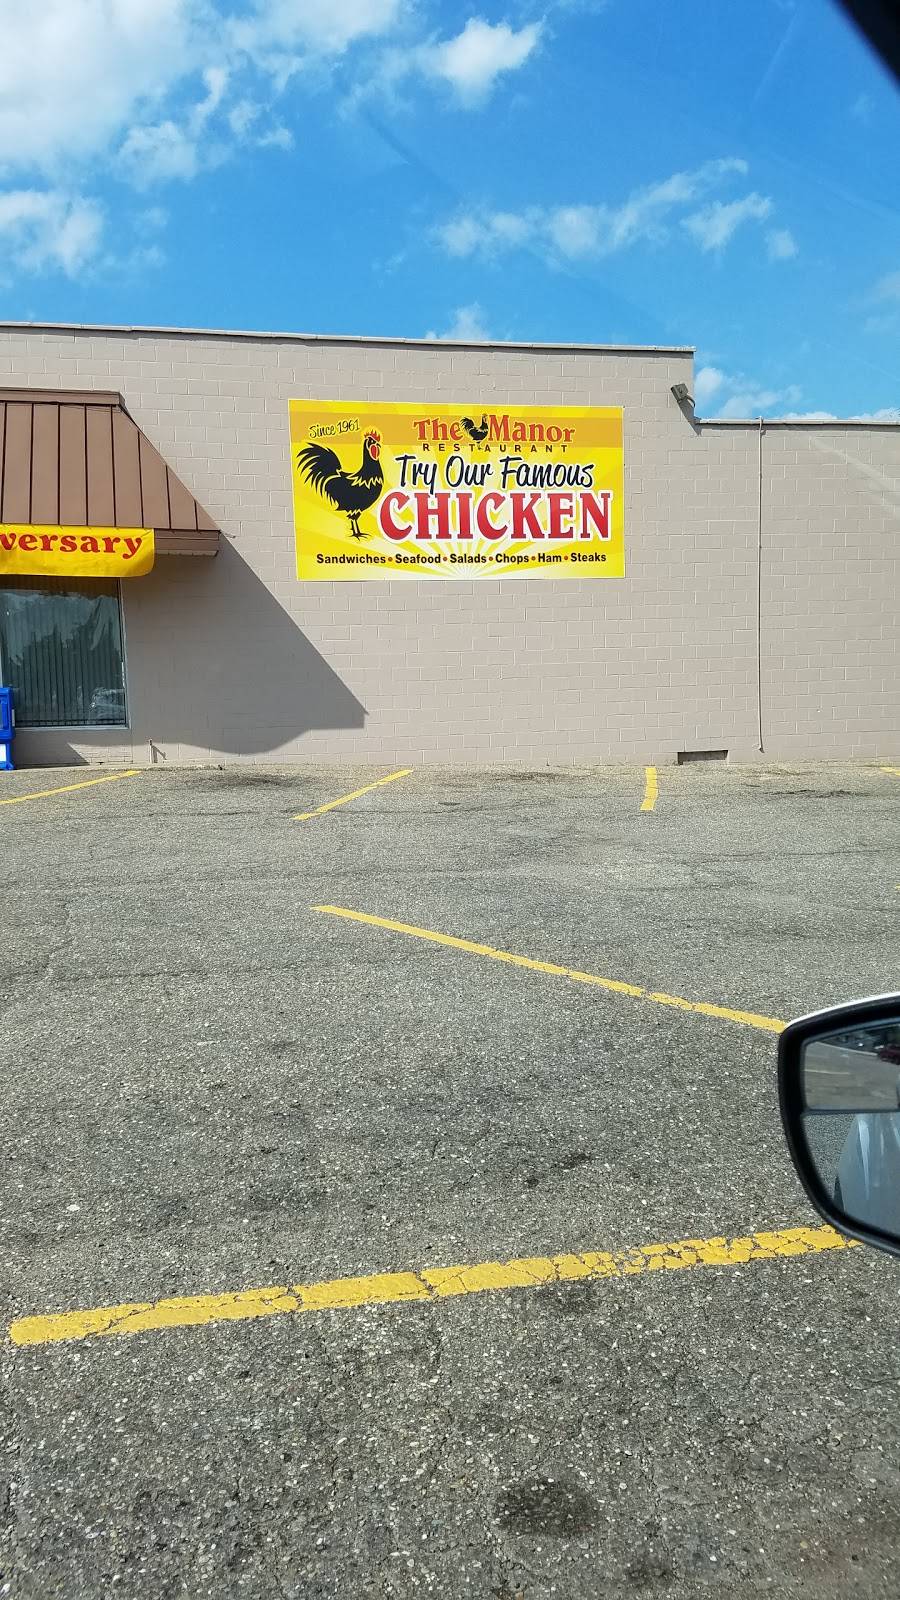 Since 1961
The Manor
RESTAURANT
Try Our Famous
CHICKEN
Sandwiches • Seafood • Salads • Chops • Ham • Steaks
versary